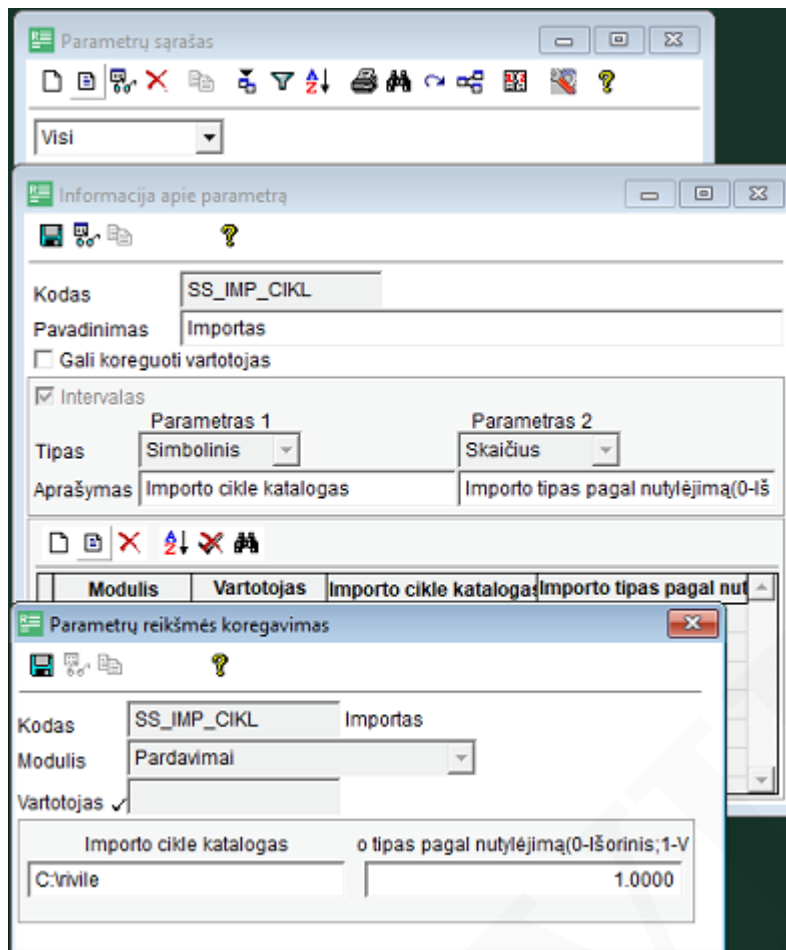 Parametrų sąrašas
Visi
Informacija apie parametrą
Kodas SS_IMP_CIKL
Pavadinimas Importas
Gali koreguoti vartotojas
Intervalas
Parametras 1 Parametras 2
Tipas Simbolinis Skaičius
Aprašymas Importo cikle katalogas Importo tipas pagal nutylėjimą(0-Iš
Modulis Vartotojas Importo cikle katalogas Importo tipas pagal nut
Parametrų reikšmės koregavimas
Kodas SS_IMP_CIKL Importas
Modulis Pardavimai
Vartotojas
Importo cikle katalogas o tipas pagal nutylėjimą(0-Išorinis;1-V
C:\rivile 1.0000